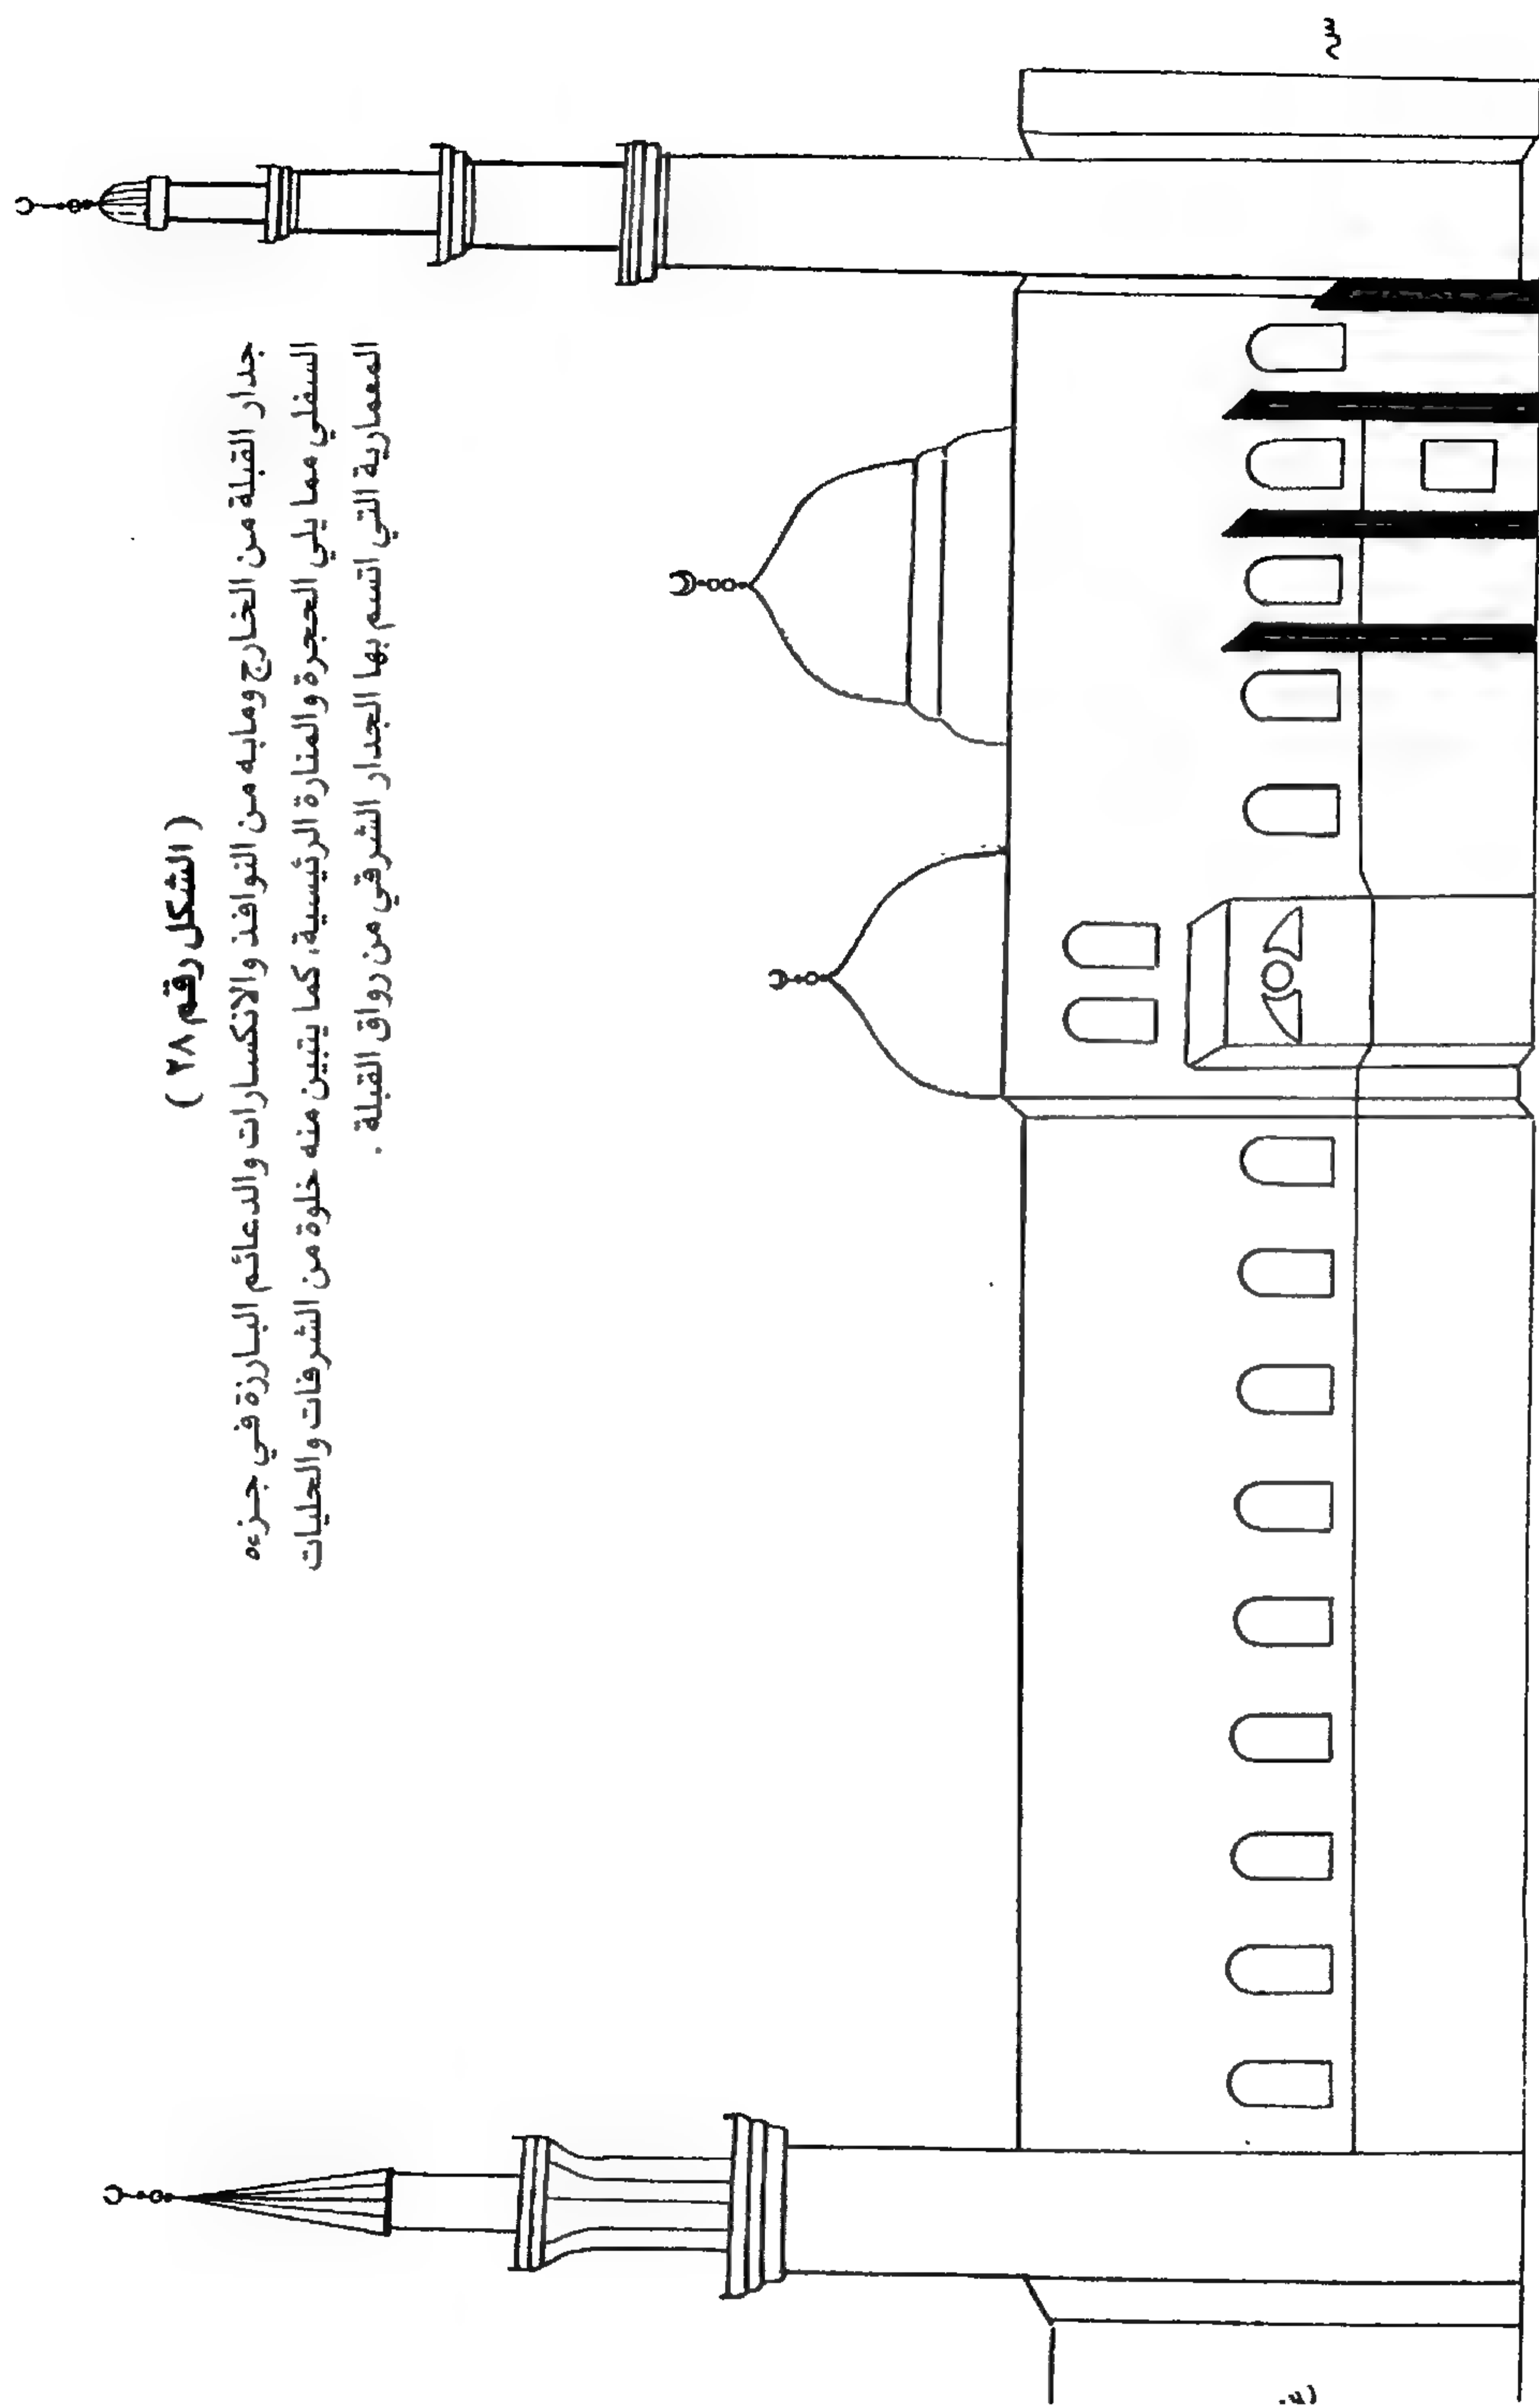 ( الشكل رقم ٢٨ )
جدار القبلة من الخارج ومابه من النوافذ والانكسارات والدعائم البارزة في جزءه
السفلي مما يلي الحجرة والمنارة الرئيسية، كما يتبين منه خلوة من الشرفات والحليات
المعمارية التي اتسم بها الجدار الشرقي من رواق القبلة .